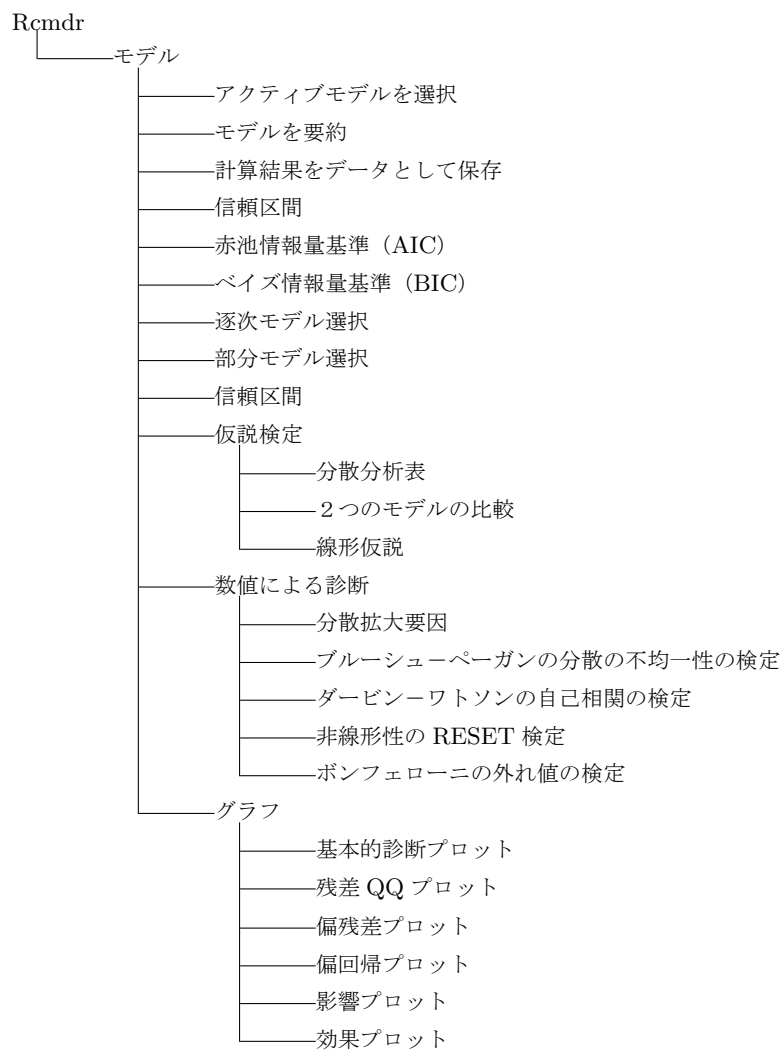 Rcmdr
モデル
アクティブモデルを選択
モデルを要約
計算結果をデータとして保存
信頼区間
赤池情報量基準（AIC）
ベイズ情報量基準（BIC）
逐次モデル選択
部分モデル選択
信頼区間
仮説検定
分散分析表
２つのモデルの比較
線形仮説
数値による診断
分散拡大要因
ブルーシュ－ペーガンの分散の不均一性の検定
ダービン－ワトソンの自己相関の検定
非線形性の RESET 検定
ボンフェローニの外れ値の検定
グラフ
基本的診断プロット
残差 QQ プロット
偏残差プロット
偏回帰プロット
影響プロット
効果プロット